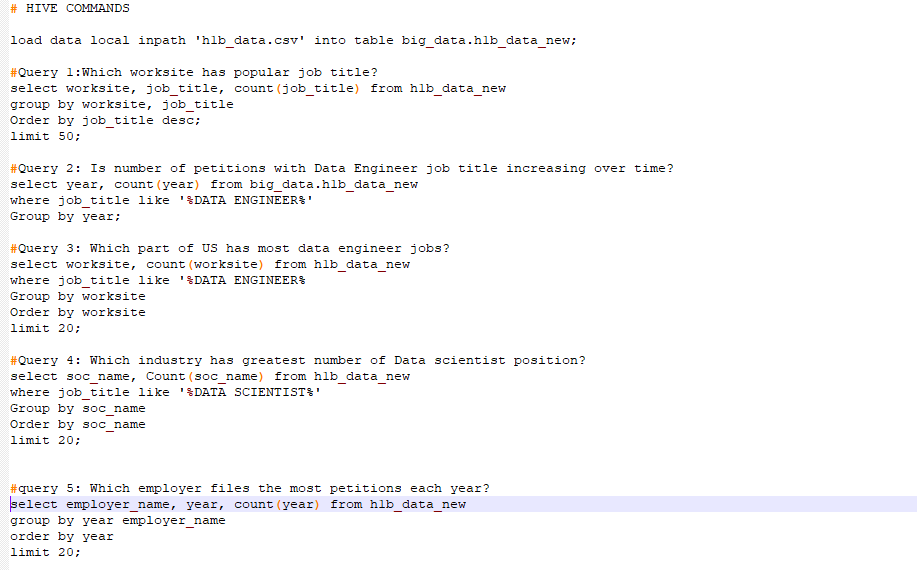 # HIVE COMMANDS
load data local inpath 'h1b_data.csv' into table big_data.h1b_data_new;
#Query 1:Which worksite has popular job title?
select worksite, job_title, count(job_title) from h1b_data_new
group by worksite, job_title
Order by job_title desc;
limit 50;
#Query 2: Is number of petitions with Data Engineer job title increasing over time?
select year, count(year) from big_data.h1b_data_new
where job_title like '%DATA ENGINEER%'
Group by year;
#Query 3: Which part of US has most data engineer jobs?
select worksite, count(worksite) from h1b_data_new
where job_title like '%DATA ENGINEER%
Group by worksite
Order by worksite
limit 20;
#Query 4: Which industry has greatest number of Data scientist position?
select soc_name, Count(soc_name) from h1b_data_new
where job_title like '%DATA SCIENTIST%'
Group by soc_name
Order by soc_name
limit 20;
#query 5: Which employer files the most petitions each year?
select employer_name, year, count(year) from h1b_data_new
group by year employer_name
order by year
limit 20;